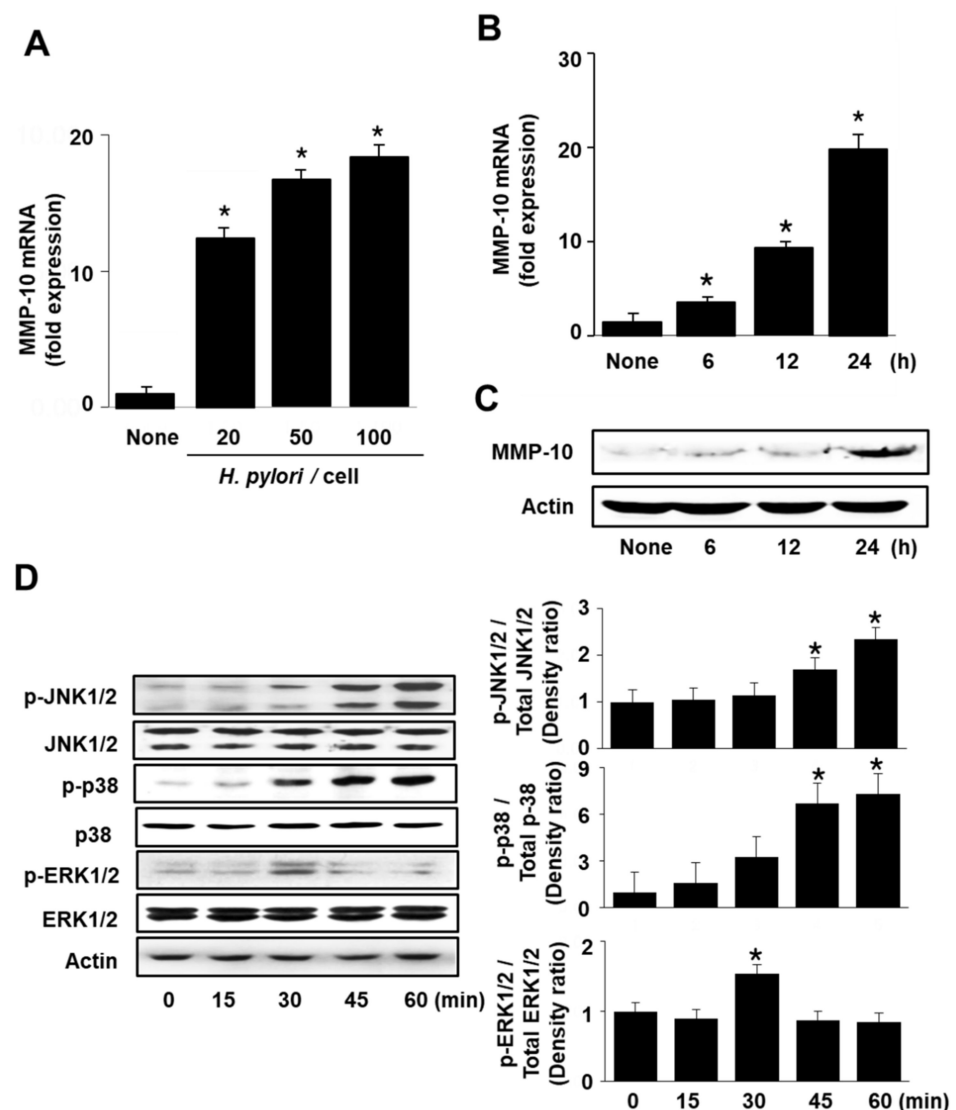 A
MMP-10 mRNA
(fold expression)
20
10
0
*
*
*
None
20
50
100
H. pylori / cell
B
MMP-10 mRNA
(fold expression)
30
20
10
0
*
*
*
None
6
12
24
(h)
C
MMP-10
Actin
None
6
12
24
(h)
D
p-JNK1/2
JNK1/2
p-p38
p38
p-ERK1/2
ERK1/2
Actin
0
15
30
45
60 (min)
p-JNK1/2 /
Total JNK1/2
(Density ratio)
3
2
1
0
*
*
p-p38 /
Total p-38
(Density ratio)
9
6
3
0
*
*
p-ERK1/2 /
Total ERK1/2
(Density ratio)
2
1
0
*
0
15
30
45
60 (min)